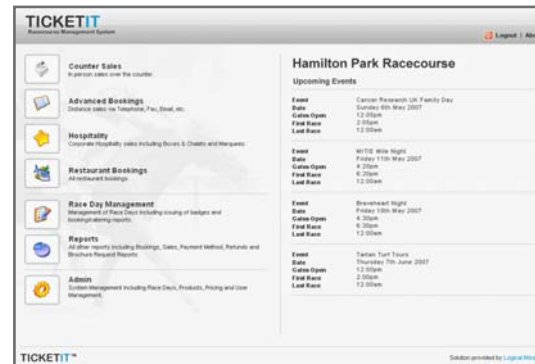 TICKETIT
Racecourse Management System
Logout | Abo
Counter Sales
In person sales over the counter.
Advanced Bookings
Distance sales via Telephone, Fax, Email, etc.
Hospitality
Corporate Hospitality sales including Boxes & Chalets and Marquees.
Restaurant Bookings
All restaurant bookings.
Race Day Management
Management of Race Days including issuing of badges and
booking/catering reports.
Reports
All other reports including Bookings, Sales, Payment Method, Refunds and
Brochure Request Reports.
Admin
System Management including Race Days, Products, Pricing and User
Management.
Hamilton Park Racecourse
Upcoming Events
Event Cancer Research UK Family Day
Date Sunday 6th May 2007
Gates Open 12:00pm
First Race 2:05pm
Last Race 12:00am
Event MITIE Mile Night
Date Friday 11th May 2007
Gates Open 4:20pm
First Race 6:20pm
Last Race 12:00am
Event Braveheart Night
Date Friday 18th May 2007
Gates Open 4:30pm
First Race 6:30pm
Last Race 12:00am
Event Tartan Turf Tours
Date Thursday 7th June 2007
Gates Open 12:00pm
First Race 2:00pm
Last Race 12:00am
TICKETIT™
Solution provided by Logical Min